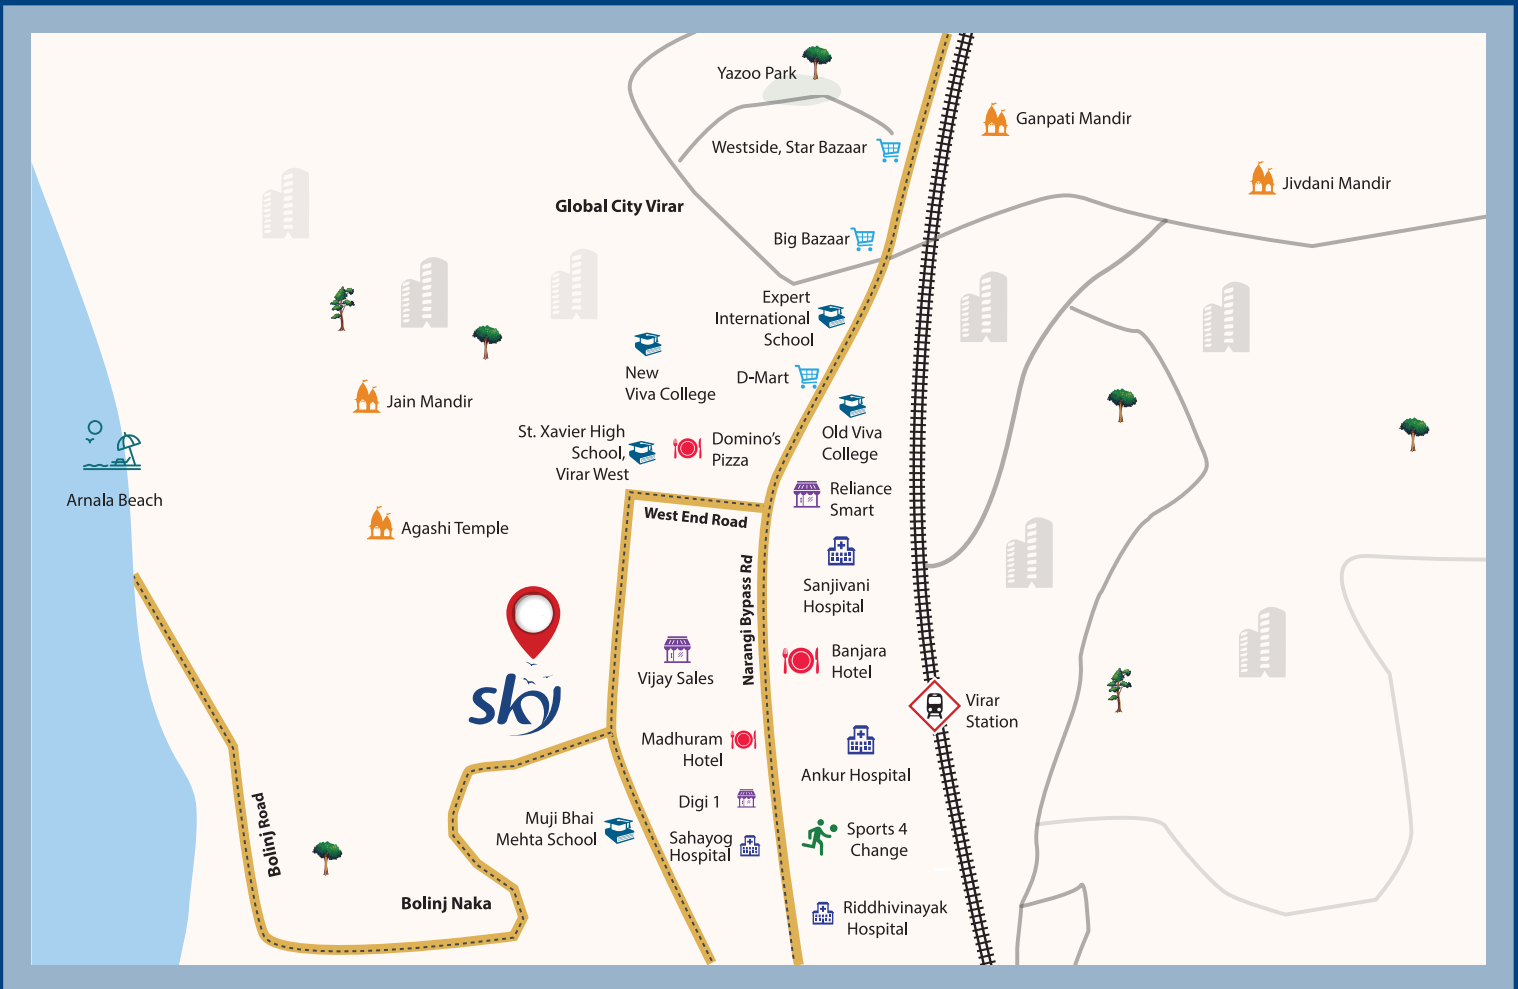 Yazoo Park
Ganpati Mandir
Westside, Star Bazaar
Jivdani Mandir
Global City Virar
Big Bazaar
Expert
International
School
New
Viva College
D-Mart
Jain Mandir
Old Viva
College
St. Xavier High
School,
Virar West
Domino's
Pizza
Arnala Beach
Reliance
Smart
Agashi Temple
West End Road
Narangi Bypass Rd
Sanjivani
Hospital
Banjara
Hotel
Vijay Sales
sky
Virar
Station
Madhuram
Hotel
Ankur Hospital
Digi 1
Bolinj Road
Muji Bhai
Mehta School
Sahayog
Hospital
Sports 4
Change
Bolinj Naka
Riddhivinayak
Hospital